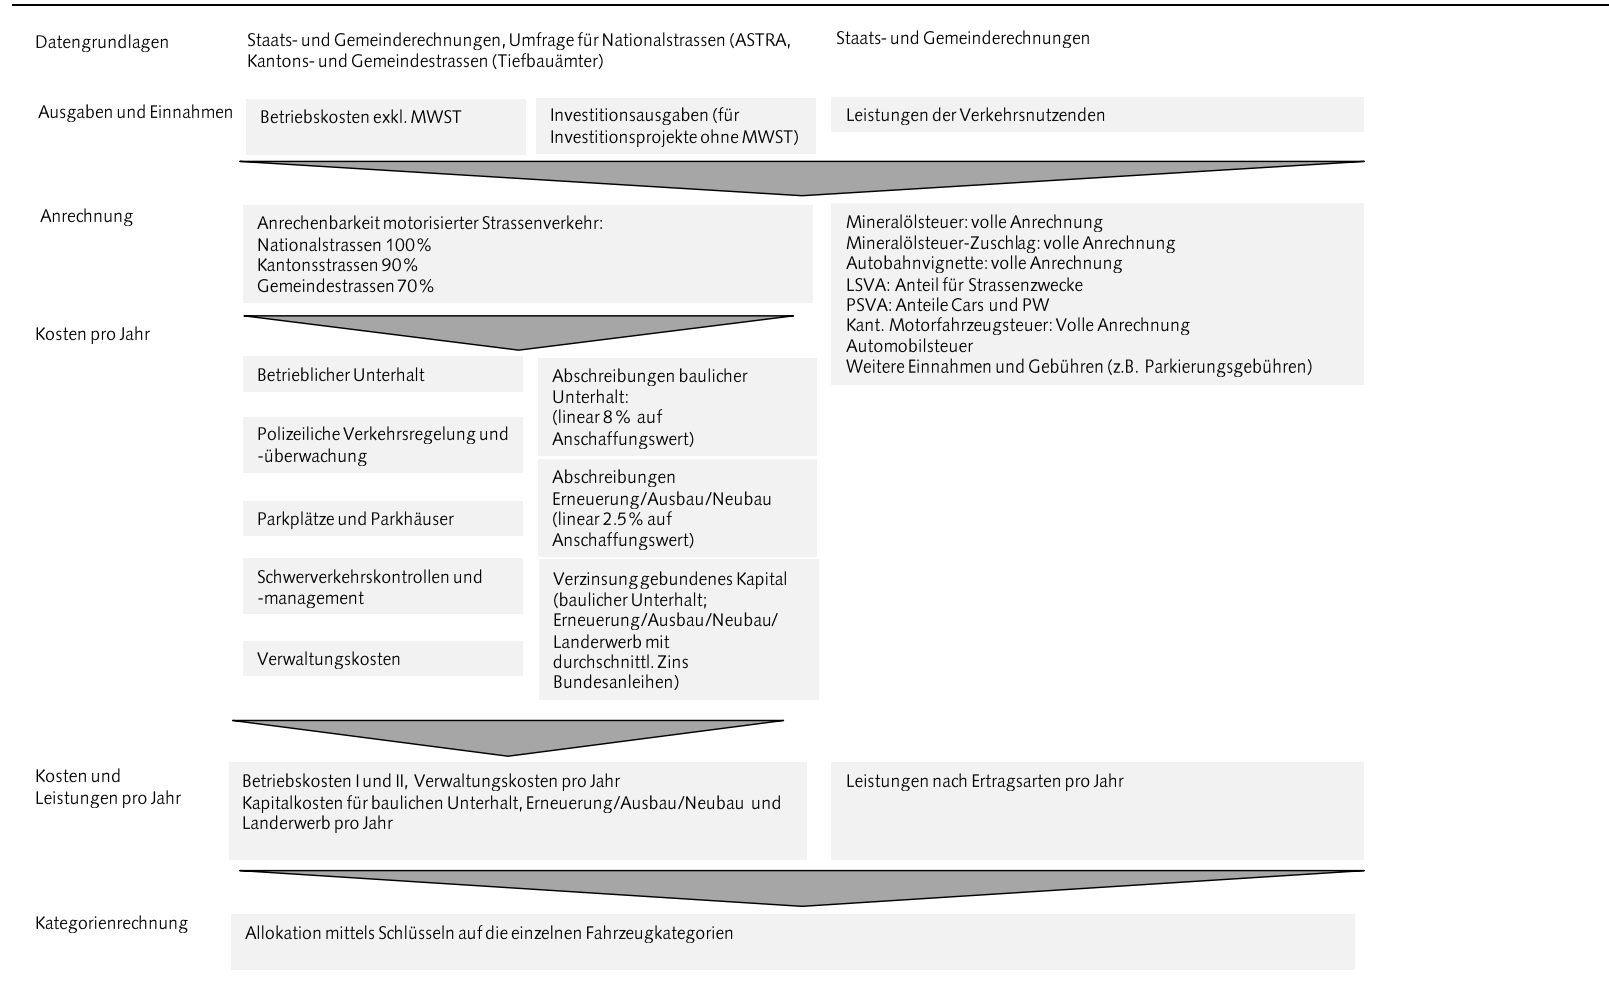 Datengrundlagen
Staats- und Gemeinderechnungen, Umfrage für Nationalstrassen (ASTRA,
Kantons- und Gemeindestrassen (Tiefbauämter)
Staats- und Gemeinderechnungen
Ausgaben und Einnahmen
Betriebskosten exkl. MWST
Investitionsausgaben (für
Investitionsprojekte ohne MWST)
Leistungen der Verkehrsnutzenden
Anrechnung
Anrechenbarkeit motorisierter Strassenverkehr:
Nationalstrassen 100%
Kantonsstrassen 90%
Gemeindestrassen 70%
Mineralölsteuer: volle Anrechnung
Mineralölsteuer-Zuschlag: volle Anrechnung
Autobahnvignette: volle Anrechnung
LSVA: Anteil für Strassenzwecke
PSVA: Anteile Cars und PW
Kant. Motorfahrzeugsteuer: Volle Anrechnung
Automobilsteuer
Weitere Einnahmen und Gebühren (z.B. Parkierungsgebühren)
Kosten pro Jahr
Betrieblicher Unterhalt
Polizeiliche Verkehrsregelung und
-überwachung
Parkplätze und Parkhäuser
Schwerverkehrskontrollen und
-management
Verwaltungskosten
Abschreibungen baulicher
Unterhalt:
(linear 8% auf
Anschaffungswert)
Abschreibungen
Erneuerung/Ausbau/Neubau
(linear 2.5% auf
Anschaffungswert)
Verzinsung gebundenes Kapital
(baulicher Unterhalt;
Erneuerung/Ausbau/Neubau/
Landerwerb mit
durchschnittl. Zins
Bundesanleihen)
Kosten und
Leistungen pro Jahr
Betriebskosten I und II, Verwaltungskosten pro Jahr
Kapitalkosten für baulichen Unterhalt, Erneuerung/Ausbau/Neubau und
Landerwerb pro Jahr
Leistungen nach Ertragsarten pro Jahr
Kategorienrechnung
Allokation mittels Schlüsseln auf die einzelnen Fahrzeugkategorien